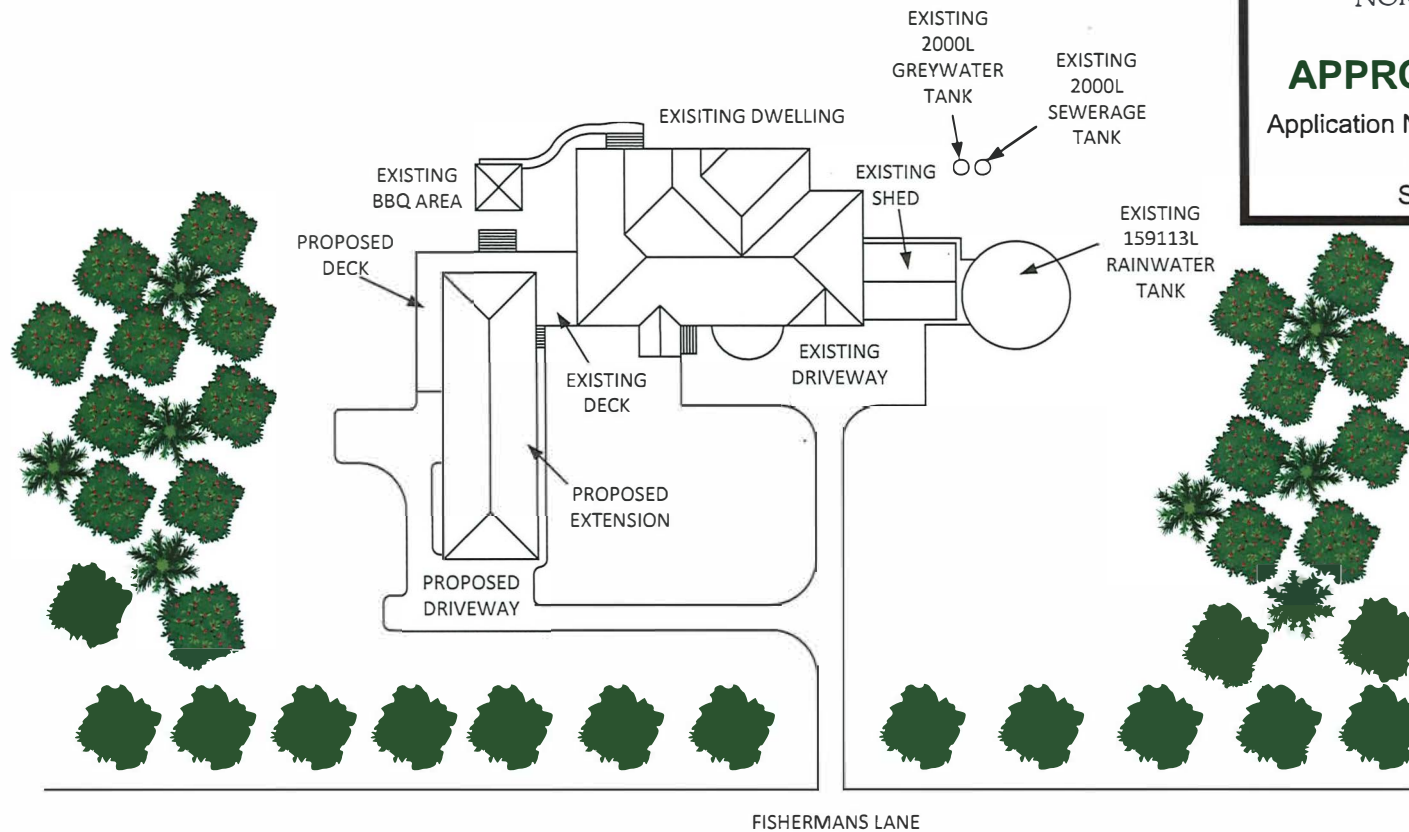 EXISTING
2000L
GREYWATER
TANK
EXISTING
2000L
SEWERAGE
TANK
EXISITING DWELLING
EXISTING
BBQ AREA
EXISTING
SHED
PROPOSED
DECK
EXISTING
159113L
RAINWATER
TANK
EXISTING
DECK
EXISTING
DRIVEWAY
PROPOSED
EXTENSION
PROPOSED
DRIVEWAY
FISHERMANS LANE
APPRO
Application N
S